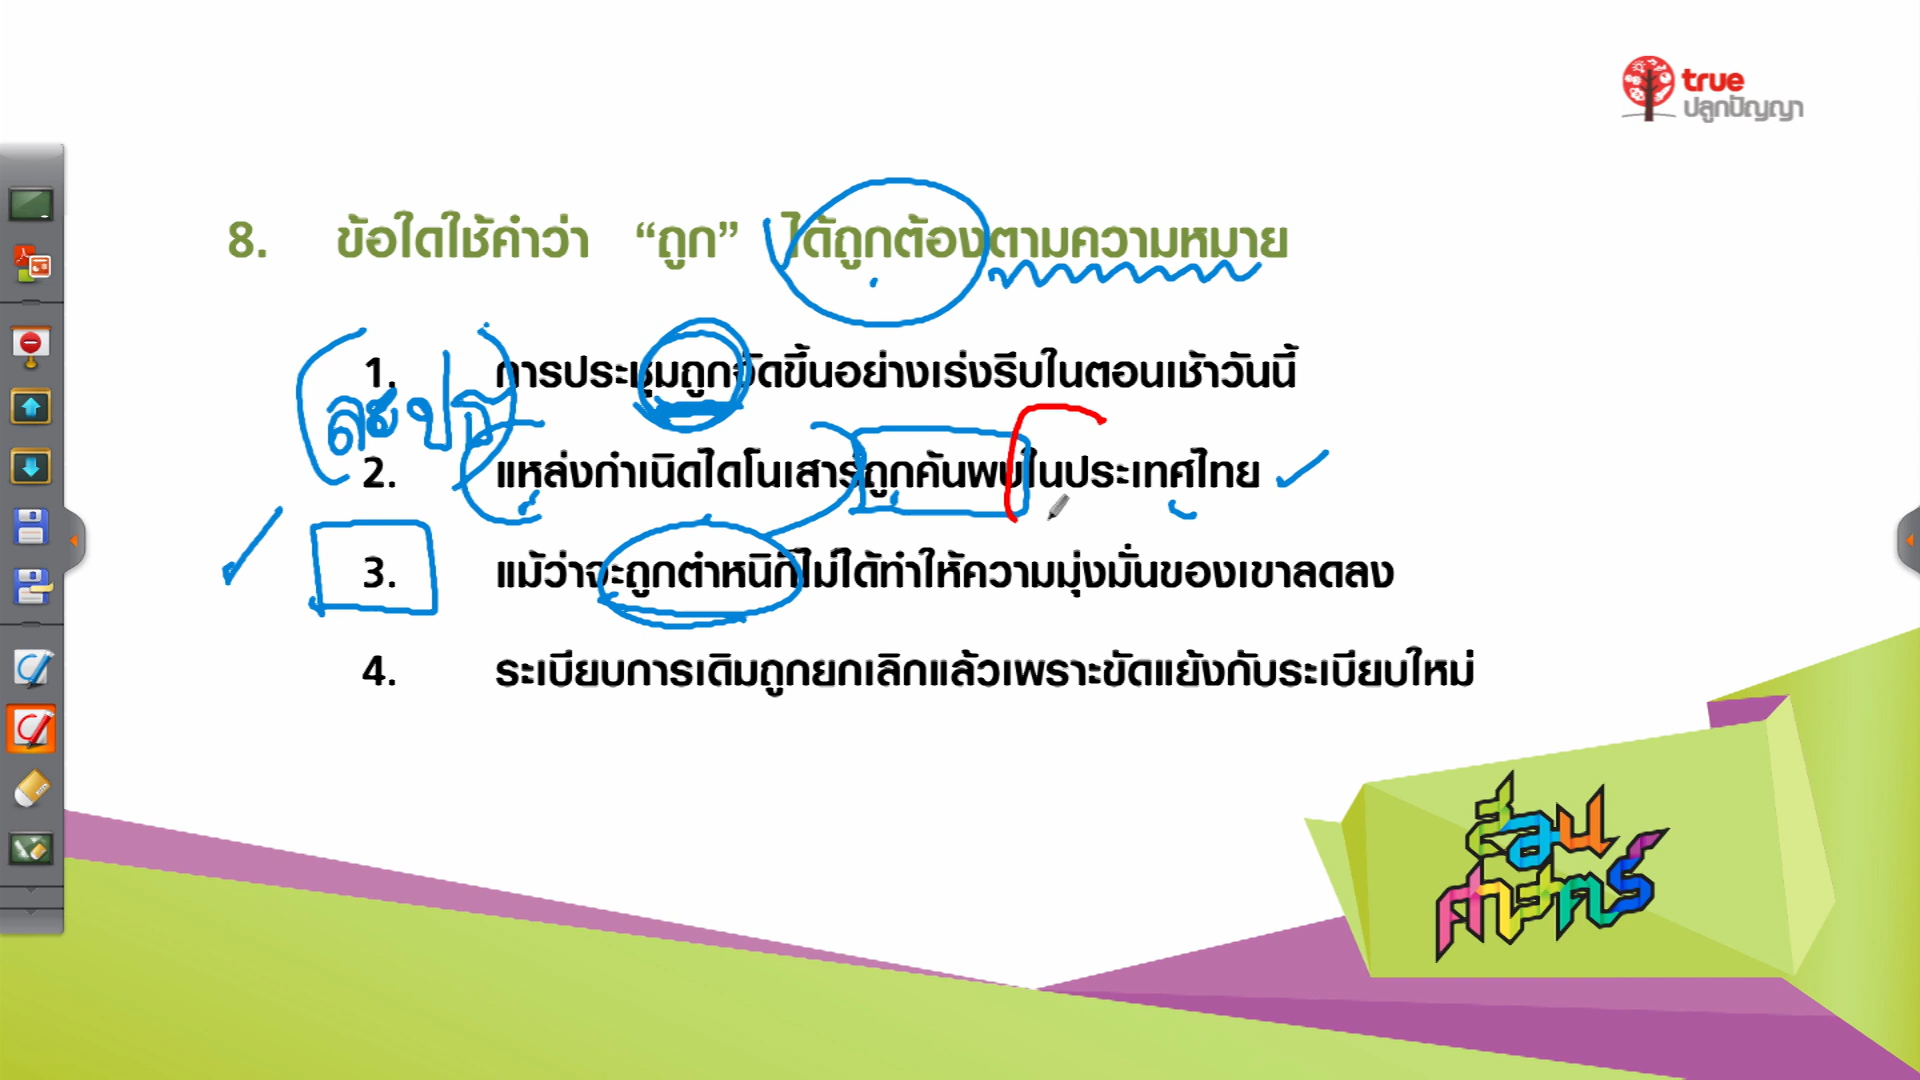 true
ปลูกปัญญา
8. ข้อใดใช้คำว่า “ถูก” ได้ถูกต้องตามความหมาย
1. การประชุมถูกจัดขึ้นอย่างเร่งรีบในตอนเช้าวันนี้
2. แหล่งกำเนิดไดโนเสาร์ถูกค้นพบในประเทศไทย
3. แม้ว่าจะถูกตำหนิก็ไม่ได้ทำให้ความมุ่งมั่นของเขาลดลง
4. ระเบียบการเดิมถูกยกเลิกแล้วเพราะขัดแย้งกับระเบียบใหม่
สอน
ศาสตร์